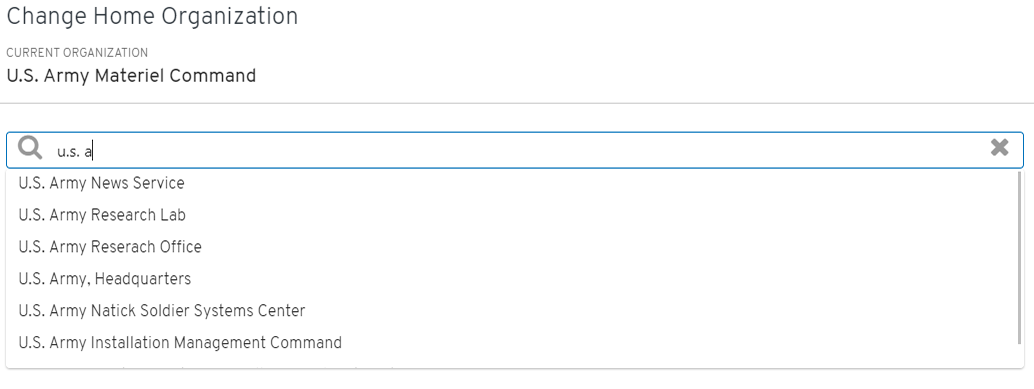 Change Home Organization
CURRENT ORGANIZATION
U.S. Army Materiel Command
u.s. a
U.S. Army News Service
U.S. Army Research Lab
U.S. Army Reserach Office
U.S. Army, Headquarters
U.S. Army Natick Soldier Systems Center
U.S. Army Installation Management Command